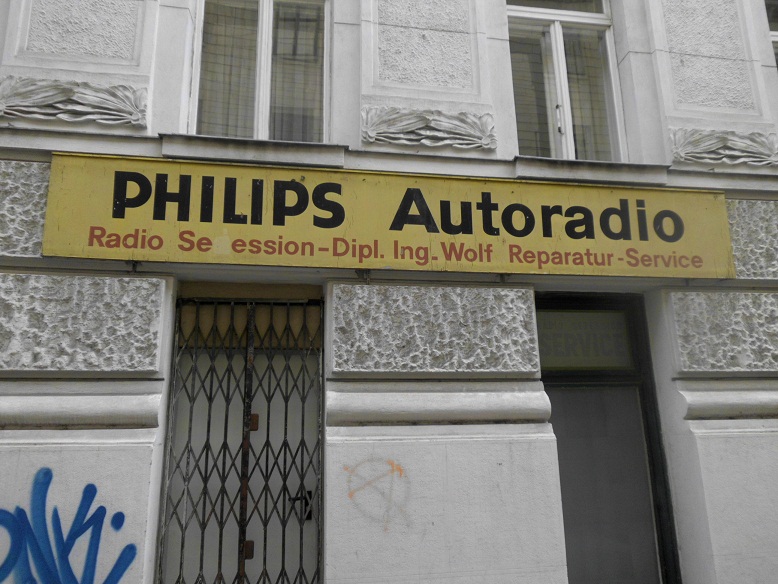 PHILIPS Autoradio
Radio Se ession-Dipl. Ing. Wolf Reparatur-Service
SERVICE